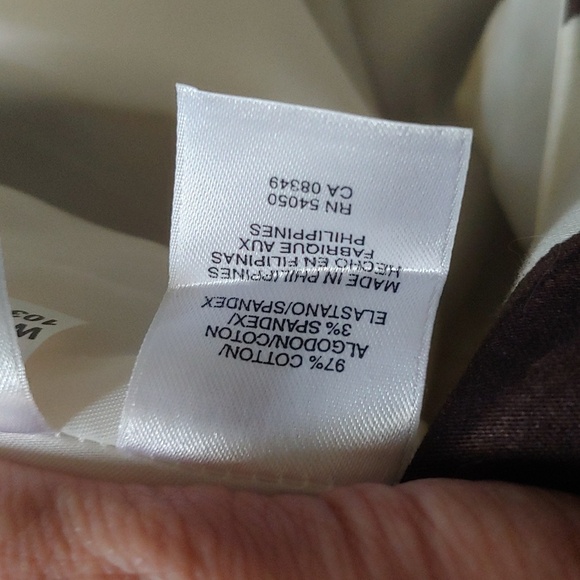 97% COTTON/
ALGODON/COTON
3% SPANDEX/
ELASTANO/SPANDEX
MADE IN PHILIPPINES
HECHO EN FILIPINAS
FABRIQUE AUX
PHILIPPINES
RN 54050
CA 08349
103